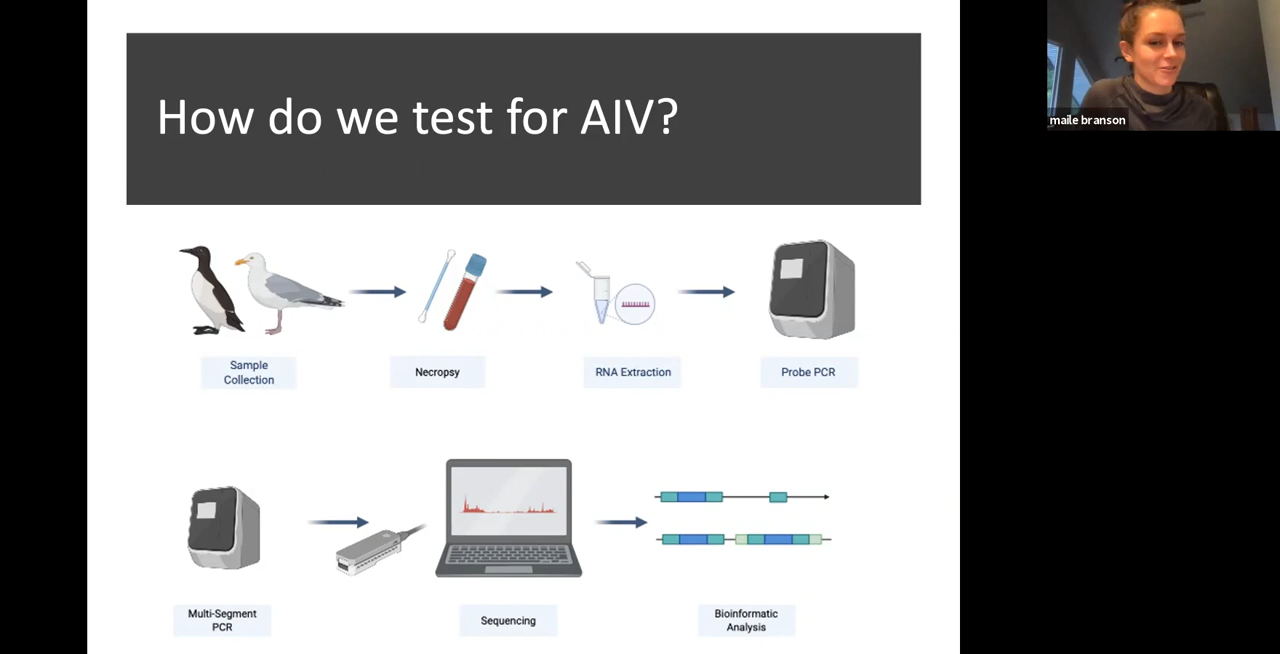 How do we test for AIV?
maile branson
Sample
Collection
Necropsy
RNA Extraction
Probe PCR
Multi-Segment
PCR
Sequencing
Bioinformatic
Analysis